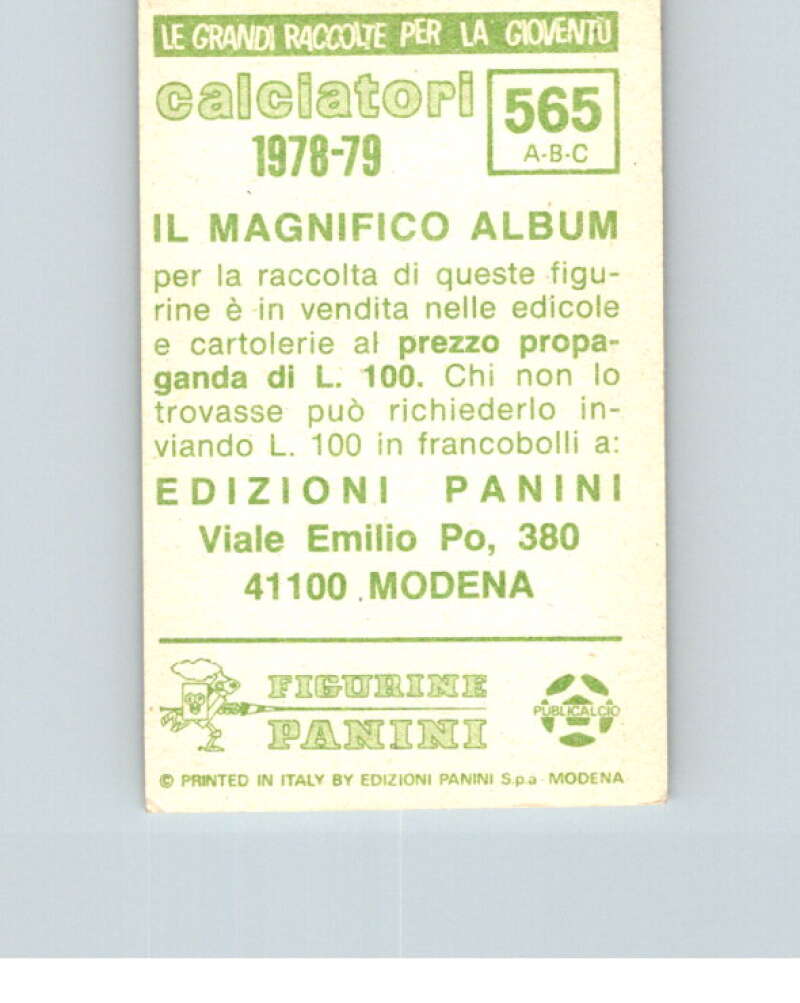 LE GRANDI RACCOLTE PER LA GIOVENTÙ
calciatori
1978-79
565
A-B-C
IL MAGNIFICO ALBUM
per la raccolta di queste figu-
rine è in vendita nelle edicole
e cartolerie al prezzo propa-
ganda di L. 100. Chi non lo
trovasse può richiederlo in-
viando L. 100 in francobolli a:
EDIZIONI PANINI
Viale Emilio Po, 380
41100 MODENA
FIGURINE
PANINI
PUBLICALCIO
© PRINTED IN ITALY BY EDIZIONI PANINI S.p.a - MODENA